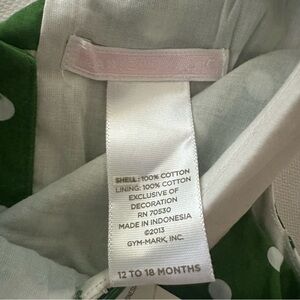 SHELL: 100% COTTON
LINING: 100% COTTON
EXCLUSIVE OF
DECORATION
RN 70530
MADE IN INDONESIA
©2013
GYM-MARK, INC.
12 TO 18 MONTHS